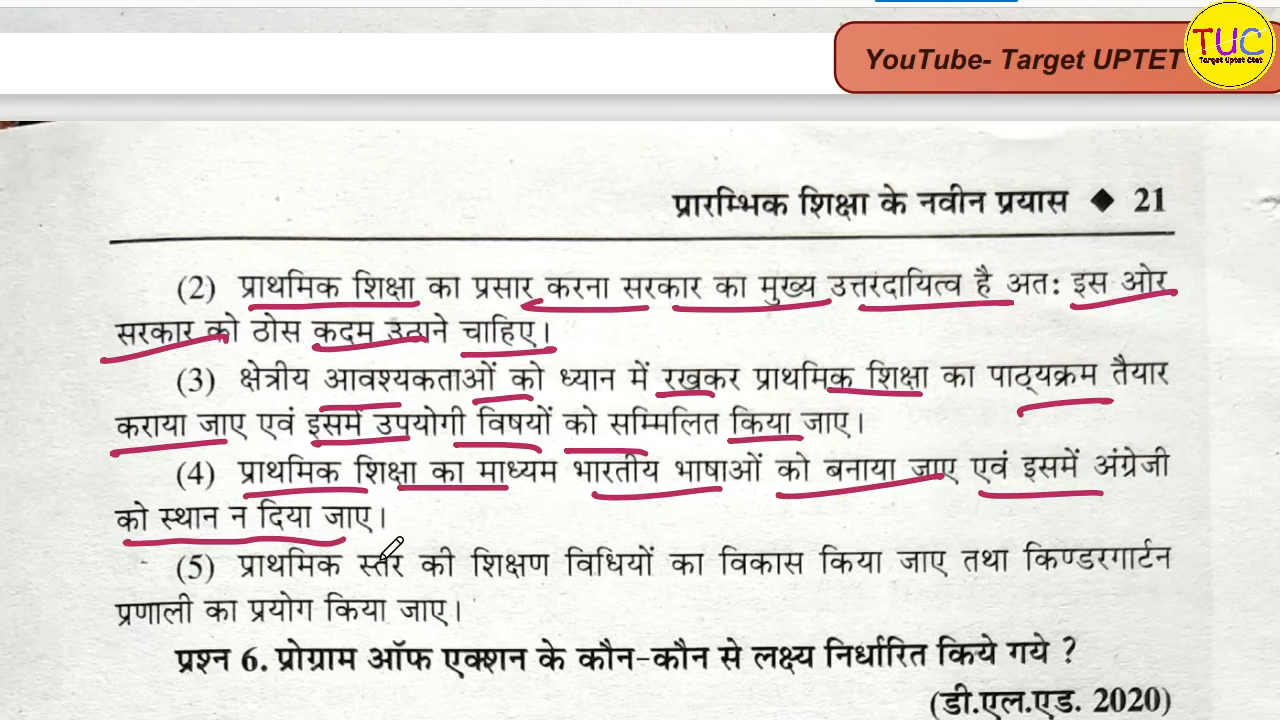 YouTube- Target UPTET
TUC
Target Uptet Ctet
प्रारम्भिक शिक्षा के नवीन प्रयास ◆ 21
(2) प्राथमिक शिक्षा का प्रसार करना सरकार का मुख्य उत्तरदायित्व है अत: इस ओर
सरकार को ठोस कदम उठाने चाहिए।
(3) क्षेत्रीय आवश्यकताओं को ध्यान में रखकर प्राथमिक शिक्षा का पाठ्यक्रम तैयार
कराया जाए एवं इसमें उपयोगी विषयों को सम्मिलित किया जाए।
(4) प्राथमिक शिक्षा का माध्यम भारतीय भाषाओं को बनाया जाए एवं इसमें अंग्रेजी
को स्थान न दिया जाए।
(5) प्राथमिक स्तर की शिक्षण विधियों का विकास किया जाए तथा किण्डरगार्टन
प्रणाली का प्रयोग किया जाए।
प्रश्न 6. प्रोग्राम ऑफ एक्शन के कौन-कौन से लक्ष्य निर्धारित किये गये ?
(डी.एल.एड. 2020)